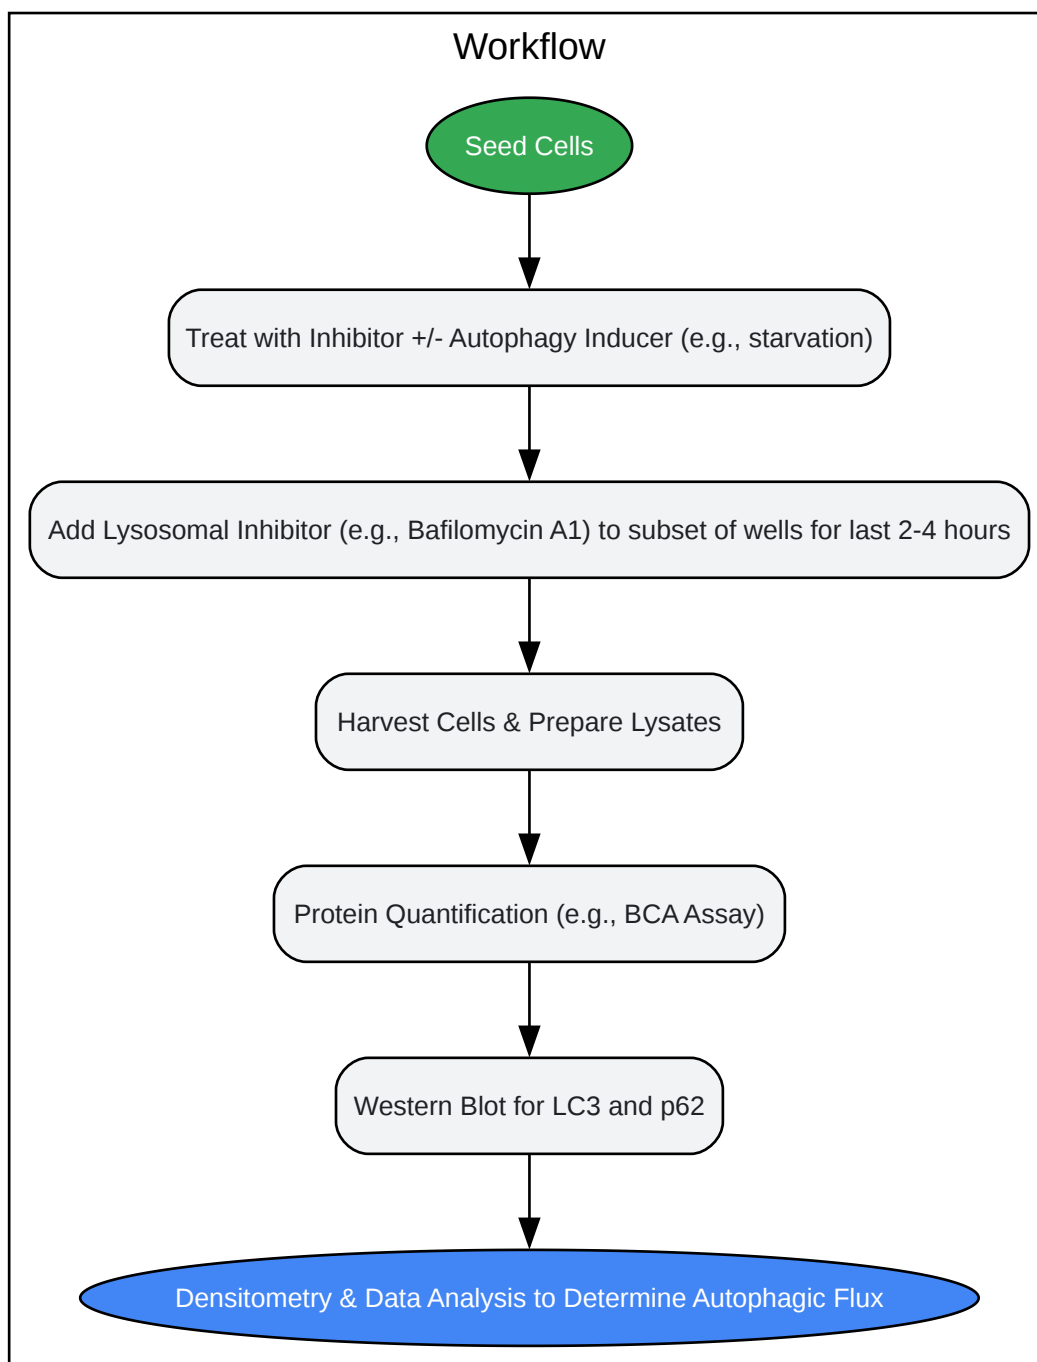 Workflow
Seed Cells
Treat with Inhibitor +/- Autophagy Inducer (e.g., starvation)
Add Lysosomal Inhibitor (e.g., Bafilomycin A1) to subset of wells for last 2-4 hours
Harvest Cells & Prepare Lysates
Protein Quantification (e.g., BCA Assay)
Western Blot for LC3 and p62
Densitometry & Data Analysis to Determine Autophagic Flux